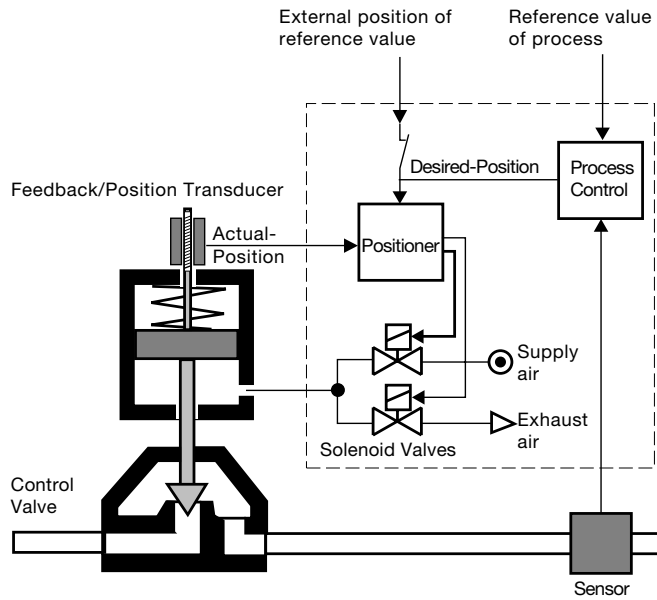 External position of
reference value
Reference value
of process
Desired-Position
Process
Control
Feedback/Position Transducer
Actual-
Position
Positioner
Supply
air
Exhaust
air
Solenoid Valves
Control
Valve
Sensor